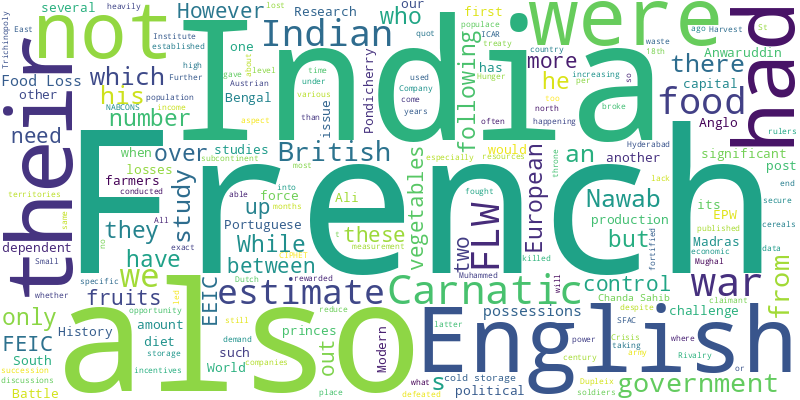 several
not
However
Research
Indian
who
our
first
populace
ago
Harvest
St
heavily
lost
Trichinopoly
East
Institute
established
India
were
quot
ICAR
treaty
18th
waste
Anwaruddin
had
Food Loss
which
high
Further
one
level
Austrian
about
time
under
country
Hunger
more
there
has
he
increasing
per
so
capital
other
NABCONS
population
his
gave
Bengal
income
various
Company
used
come
years
Pondicherry
following
too
north
food
their
number
issue
than
often
happening
broke
Anglo
rulers
need
when
over
studies
aspect
British
would
Hyderabad
significant
losses
subcontinent
most
especially
resources
an
another
post
farmers
conducted
into
able
force
Ali
vegetables
European
throne
lack
end
territories
same
French
study
All
up
months
fought
Nawab
its
EPW
secure
they
exact
Portuguese
these
FLW
production
published
cereals
no
While
t
measurement
CIPHET
two
but
Madras
data
dependent
have
between
Dutch
rewarded
Muhammed
killed
fortified
economic
Mughal
Small
we
specific
estimate
Carnatic
will
control
war
from
whether
fruits
EEIC
Chanda Sahib
claimant
only
opportunity
led
also
English
possessions
despite
challenge
FEIC
History
amount
still
princes
reduce
out
Modern
latter
power
SFAC
Crisis
where
South
diet
demand
such
taking
Rivalry
or
succession
storage
companies
World
century
army
discussions
incentives
what
s
cold storage
Dupleix
government
Battle
place
defeated
political
soldiers